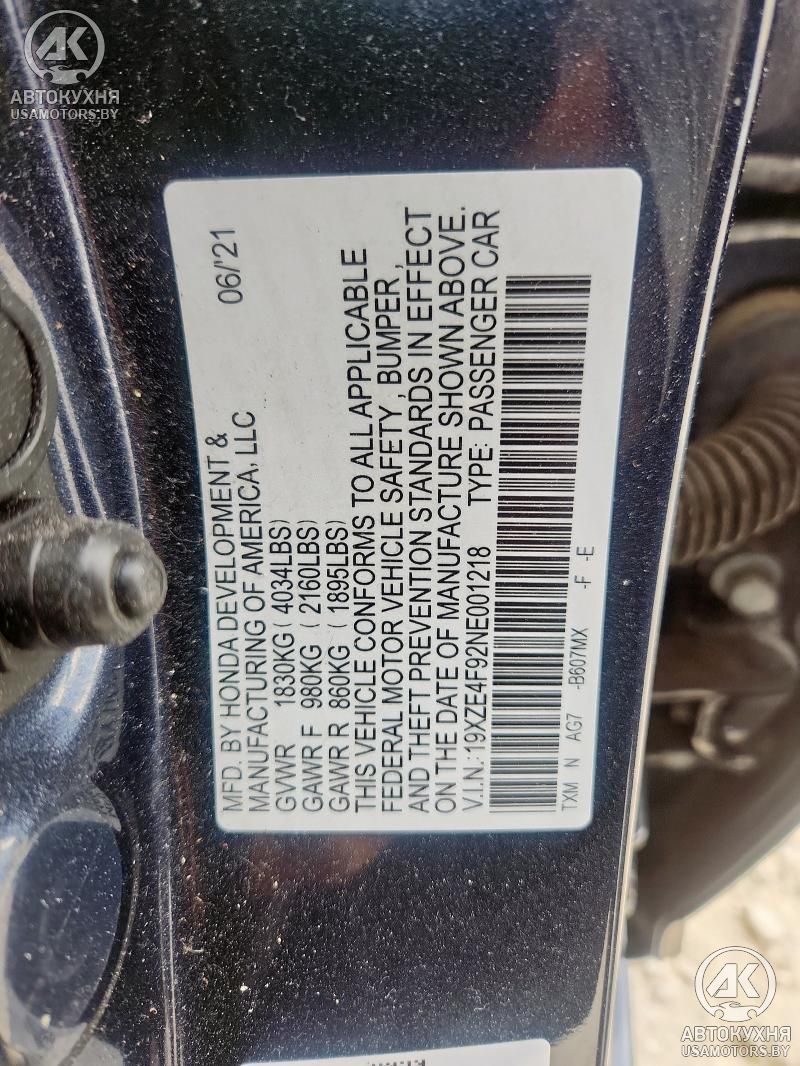 АК
АВТОКУХНЯ
USAMOTORS.BY
MFD. BY HONDA DEVELOPMENT & 06/'21
MANUFACTURING OF AMERICA, LLC
GVWR 1830KG ( 4034LBS)
GAWR F 980KG ( 2160LBS)
GAWR R 860KG ( 1895LBS)
THIS VEHICLE CONFORMS TO ALL APPLICABLE
FEDERAL MOTOR VEHICLE SAFETY , BUMPER ,
AND THEFT PREVENTION STANDARDS IN EFFECT
ON THE DATE OF MANUFACTURE SHOWN ABOVE.
V.I.N.:19XZE4F92NE001218 TYPE: PASSENGER CAR
TXM N AG7 -B607MX -F -E
АК
АВТОКУХНЯ
USAMOTORS.BY